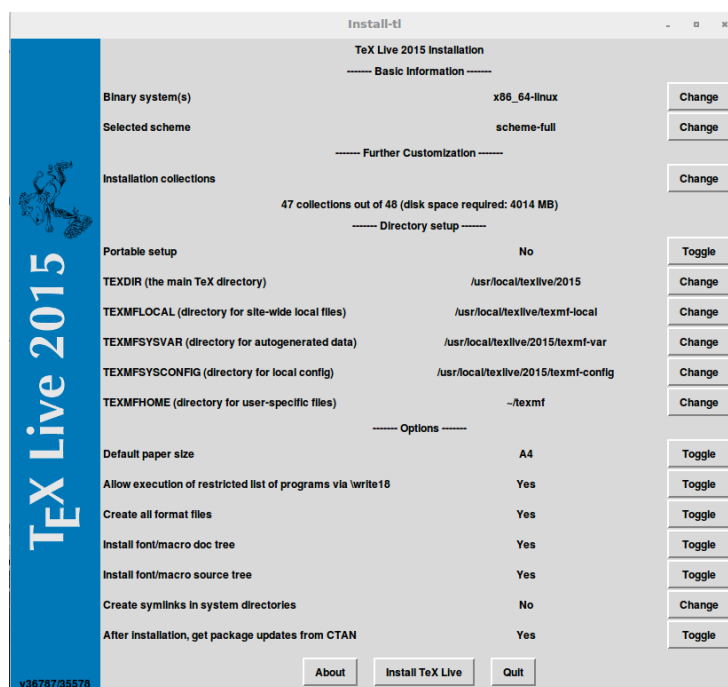 Install-tl
TeX Live 2015 Installation
------- Basic Information -------
Binary system(s) x86_64-linux Change
Selected scheme scheme-full Change
------- Further Customization -------
Installation collections Change
47 collections out of 48 (disk space required: 4014 MB)
------- Directory setup -------
Portable setup No Toggle
TEXDIR (the main TeX directory) /usr/local/texlive/2015 Change
TEXMFLOCAL (directory for site-wide local files) /usr/local/texlive/texmf-local Change
TEXMFSYSVAR (directory for autogenerated data) /usr/local/texlive/2015/texmf-var Change
TEXMFSYSCONFIG (directory for local config) /usr/local/texlive/2015/texmf-config Change
TEXMFHOME (directory for user-specific files) ~/texmf Change
------- Options -------
Default paper size A4 Toggle
Allow execution of restricted list of programs via \write18 Yes Toggle
Create all format files Yes Toggle
Install font/macro doc tree Yes Toggle
Install font/macro source tree Yes Toggle
Create symlinks in system directories No Change
After installation, get package updates from CTAN Yes Toggle
About Install TeX Live Quit
TEX Live 2015
v36787/35578